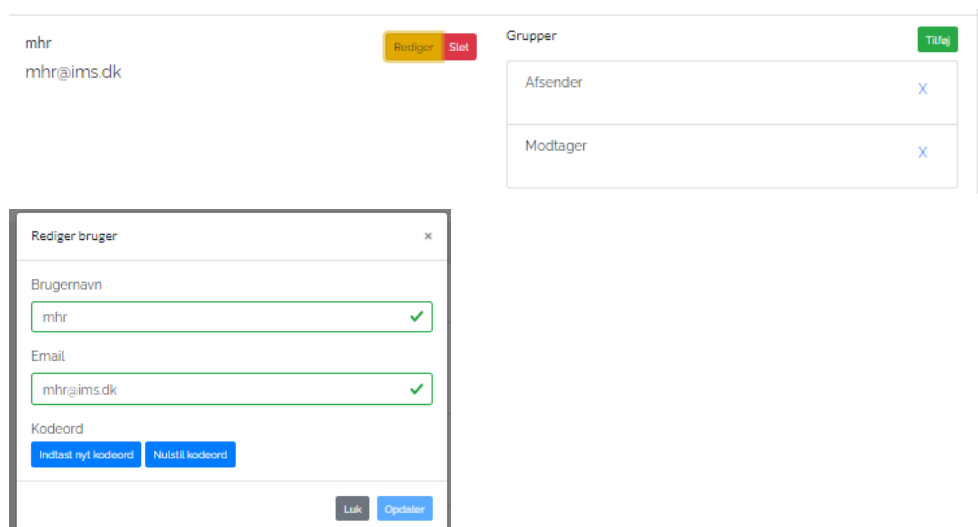 mhr
mhr@ims.dk
Rediger Slet
Grupper
Tilføj
Afsender X
Modtager X
Rediger bruger ×
Brugernavn
mhr
Email
mhr@ims.dk
Kodeord
Indtast nyt kodeord Nulstil kodeord
Luk Opdater